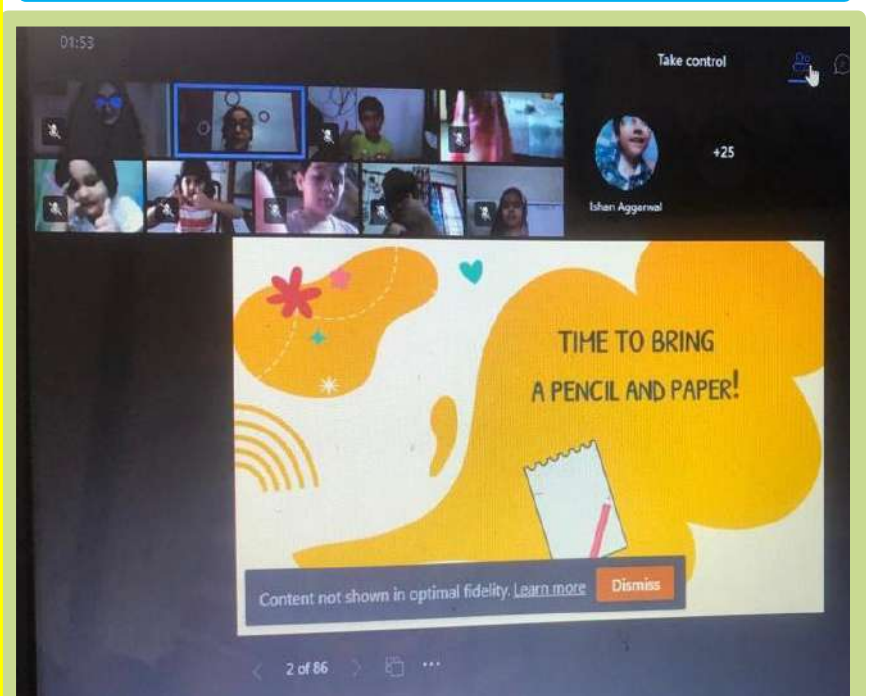 01:53
Take control
+25
Ishan Aggarwal
TIME TO BRING
A PENCIL AND PAPER!
Content not shown in optimal fidelity. Learn more
Dismiss
2 of 86